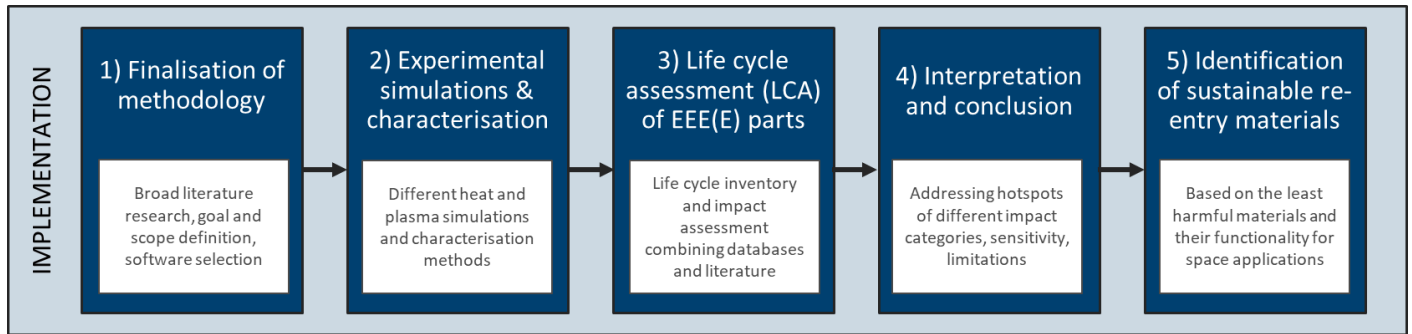 IMPLEMENTATION
1) Finalisation of
methodology
Broad literature
research, goal and
scope definition,
software selection
2) Experimental
simulations &
characterisation
Different heat and
plasma simulations
and characterisation
methods
3) Life cycle
assessment (LCA)
of EEE(E) parts
Life cycle inventory
and impact
assessment
combining databases
and literature
4) Interpretation
and conclusion
Addressing hotspots
of different impact
categories, sensitivity,
limitations
5) Identification
of sustainable re-
entry materials
Based on the least
harmful materials and
their functionality for
space applications